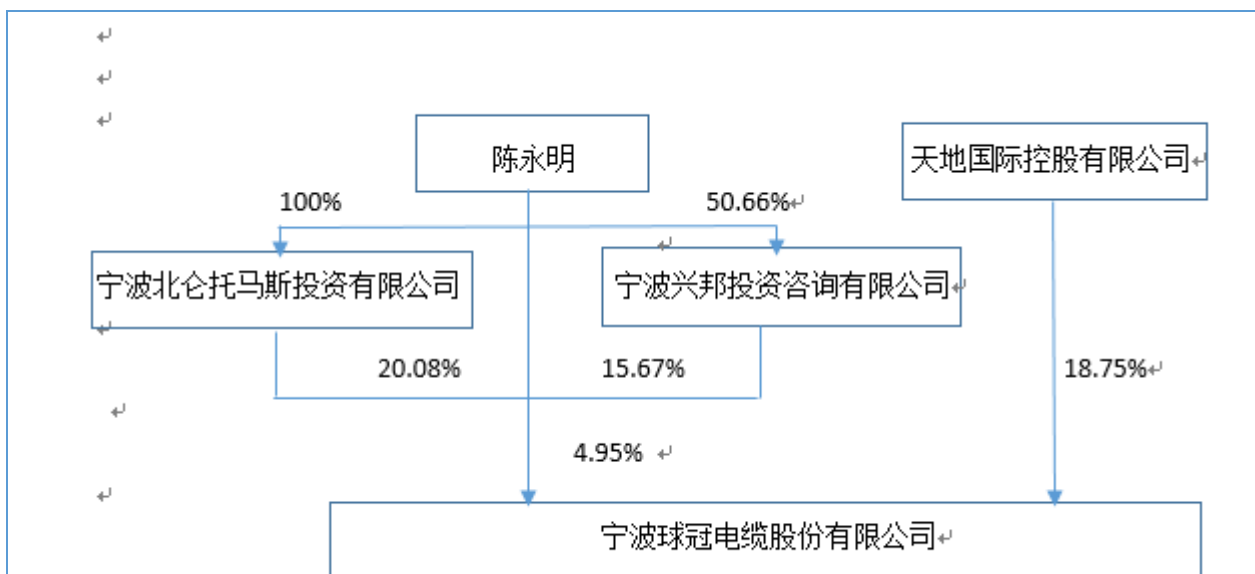 陈永明
天地国际控股有限公司
100%
50.66%
宁波北仑托马斯投资有限公司
宁波兴邦投资咨询有限公司
20.08%
15.67%
18.75%
4.95%
宁波球冠电缆股份有限公司